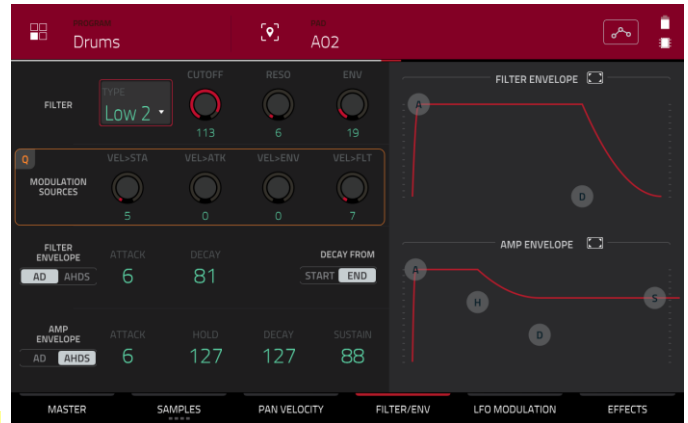 PROGRAM
Drums
PAD
A02
FILTER
TYPE
Low 2
CUTOFF
113
RESO
6
ENV
19
FILTER ENVELOPE
A
D
Q
MODULATION
SOURCES
VEL>STA
5
VEL>ATK
0
VEL>ENV
0
VEL>FLT
7
FILTER
ENVELOPE
AD AHDS
ATTACK
6
DECAY
81
DECAY FROM
START END
AMP ENVELOPE
A
H
D
S
AMP
ENVELOPE
AD AHDS
ATTACK
6
HOLD
127
DECAY
127
SUSTAIN
88
MASTER SAMPLES PAN VELOCITY FILTER/ENV LFO MODULATION EFFECTS